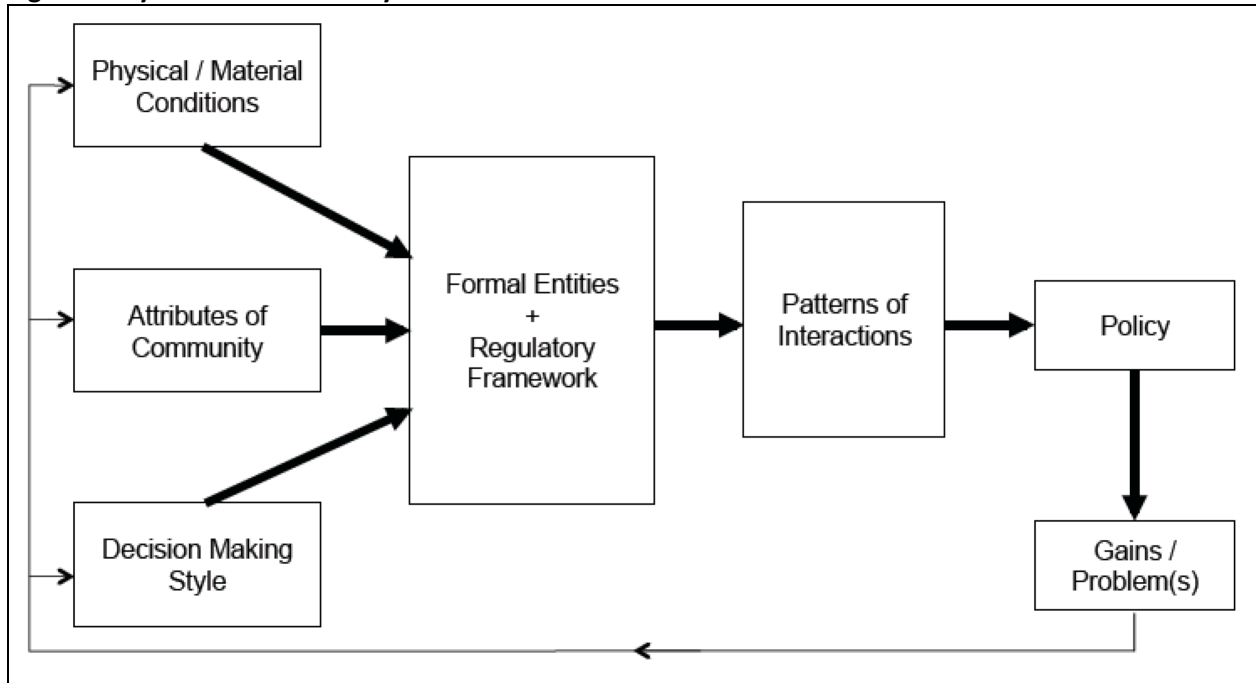 Physical / Material
Conditions
Attributes of
Community
Decision Making
Style
Formal Entities
+
Regulatory
Framework
Patterns of
Interactions
Policy
Gains /
Problem(s)